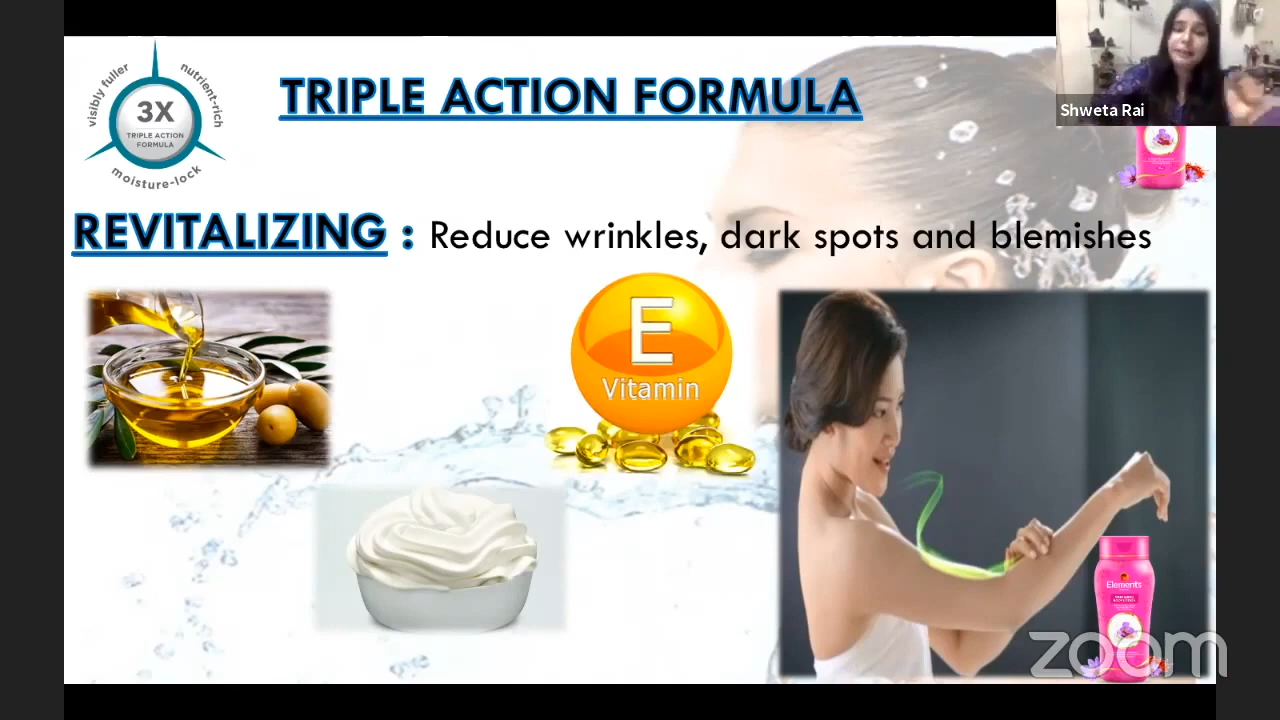 visibly fuller
nutrient-rich
3X
TRIPLE ACTION
FORMULA
moisture-lock
TRIPLE ACTION FORMULA
Shweta Rai
REVITALIZING : Reduce wrinkles, dark spots and blemishes
E
Vitamin
Elements
zoom